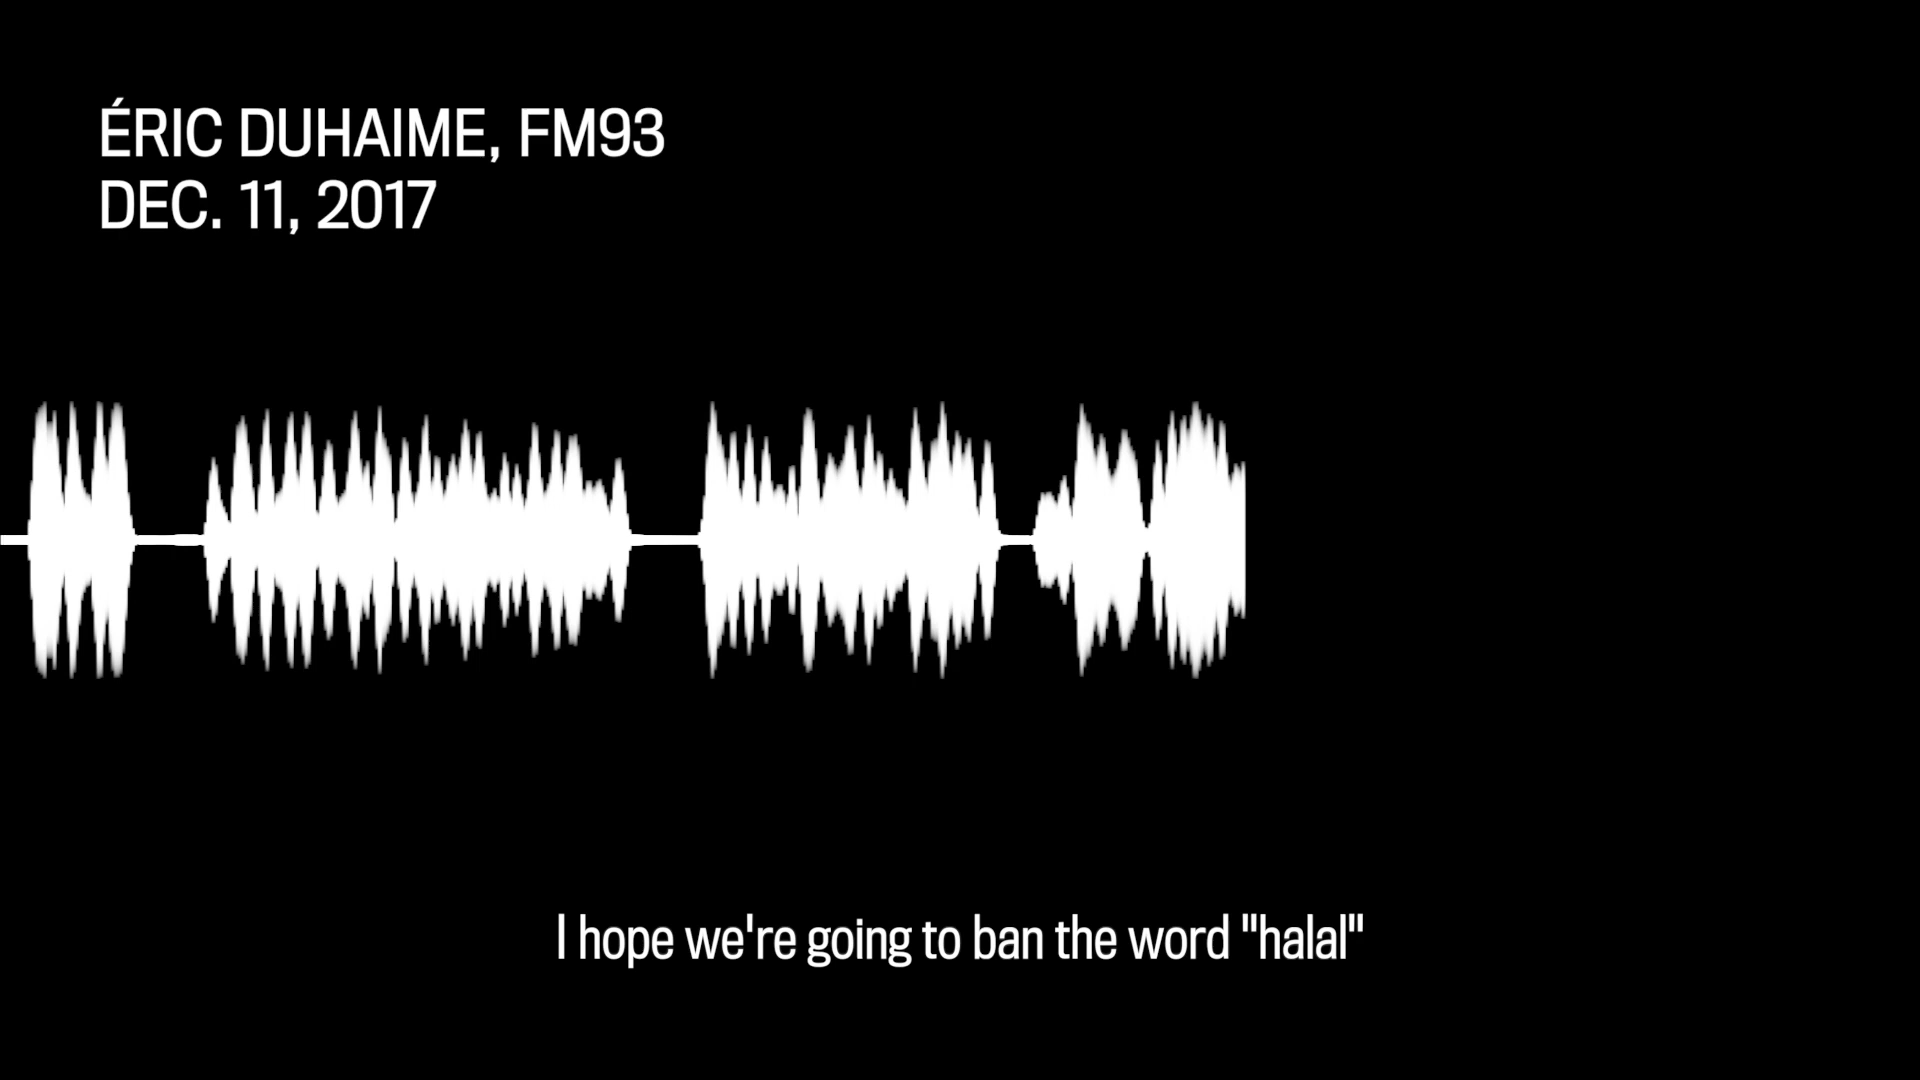 ÉRIC DUHAIME, FM93
DEC. 11, 2017
I hope we're going to ban the word "halal"